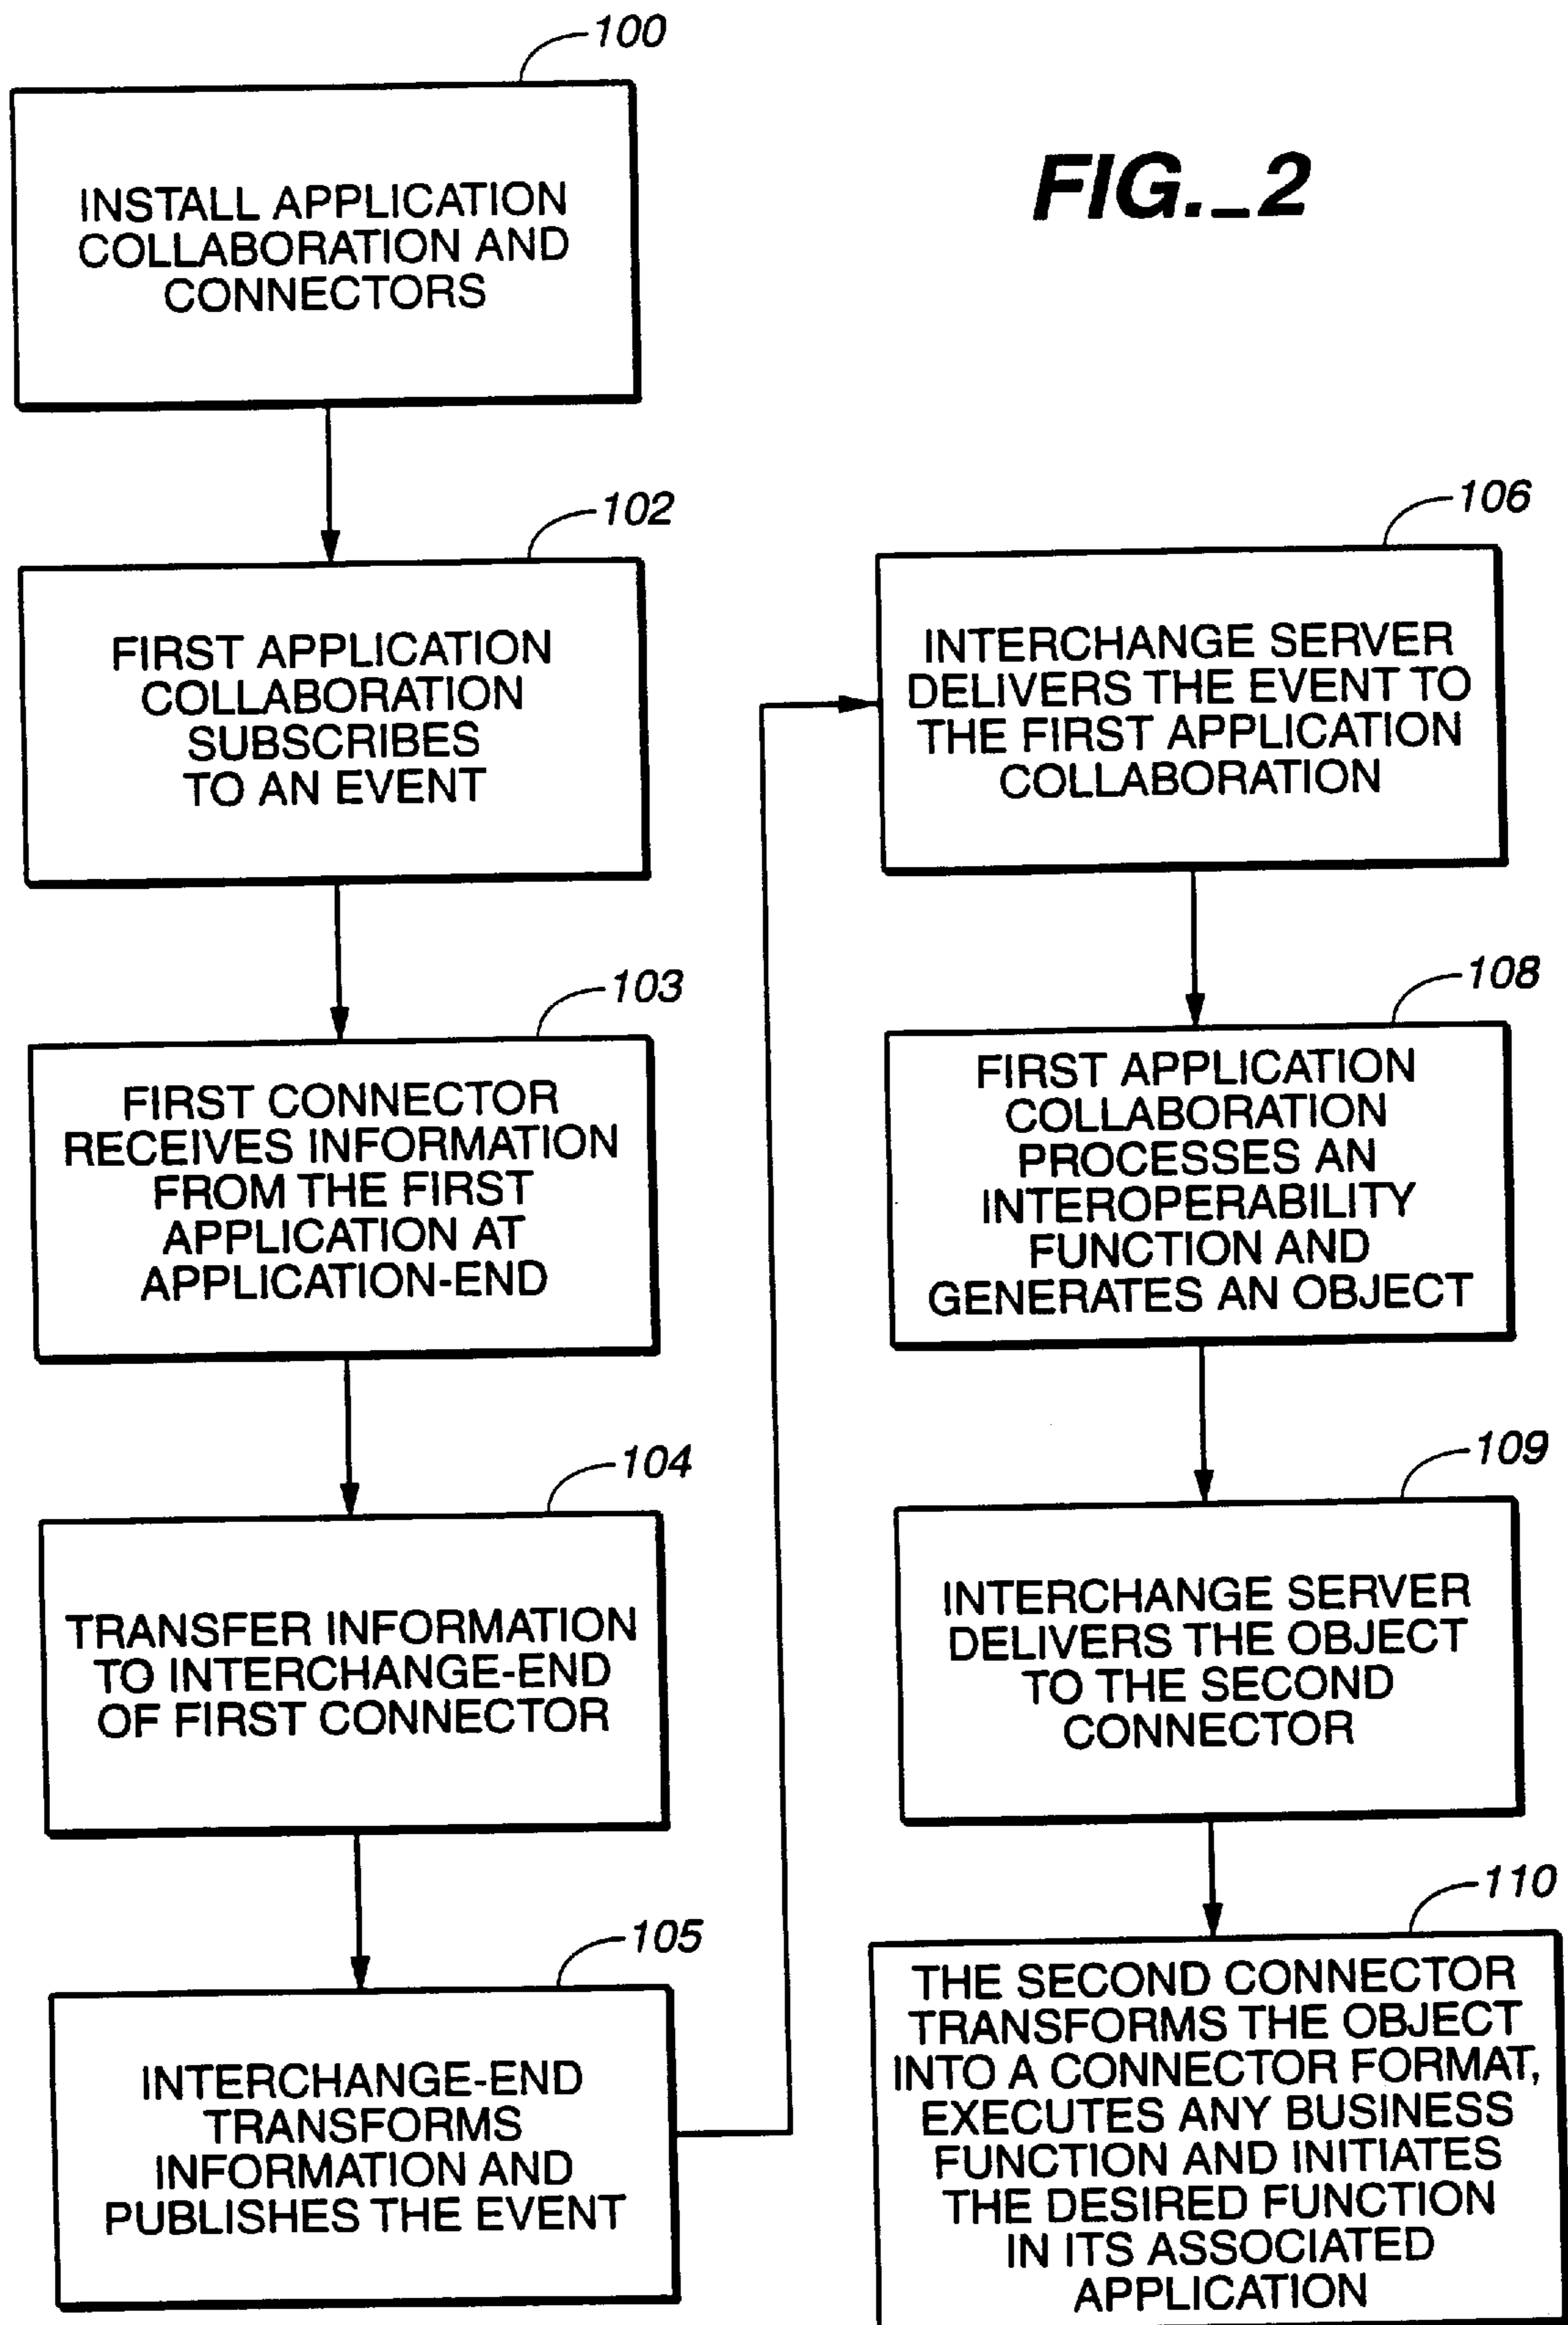 FIG._2
100
INSTALL APPLICATION
COLLABORATION AND
CONNECTORS
102
FIRST APPLICATION
COLLABORATION
SUBSCRIBES
TO AN EVENT
103
FIRST CONNECTOR
RECEIVES INFORMATION
FROM THE FIRST
APPLICATION AT
APPLICATION-END
104
TRANSFER INFORMATION
TO INTERCHANGE-END
OF FIRST CONNECTOR
105
INTERCHANGE-END
TRANSFORMS
INFORMATION AND
PUBLISHES THE EVENT
106
INTERCHANGE SERVER
DELIVERS THE EVENT TO
THE FIRST APPLICATION
COLLABORATION
108
FIRST APPLICATION
COLLABORATION
PROCESSES AN
INTEROPERABILITY
FUNCTION AND
GENERATES AN OBJECT
109
INTERCHANGE SERVER
DELIVERS THE OBJECT
TO THE SECOND
CONNECTOR
110
THE SECOND CONNECTOR
TRANSFORMS THE OBJECT
INTO A CONNECTOR FORMAT,
EXECUTES ANY BUSINESS
FUNCTION AND INITIATES
THE DESIRED FUNCTION
IN ITS ASSOCIATED
APPLICATION